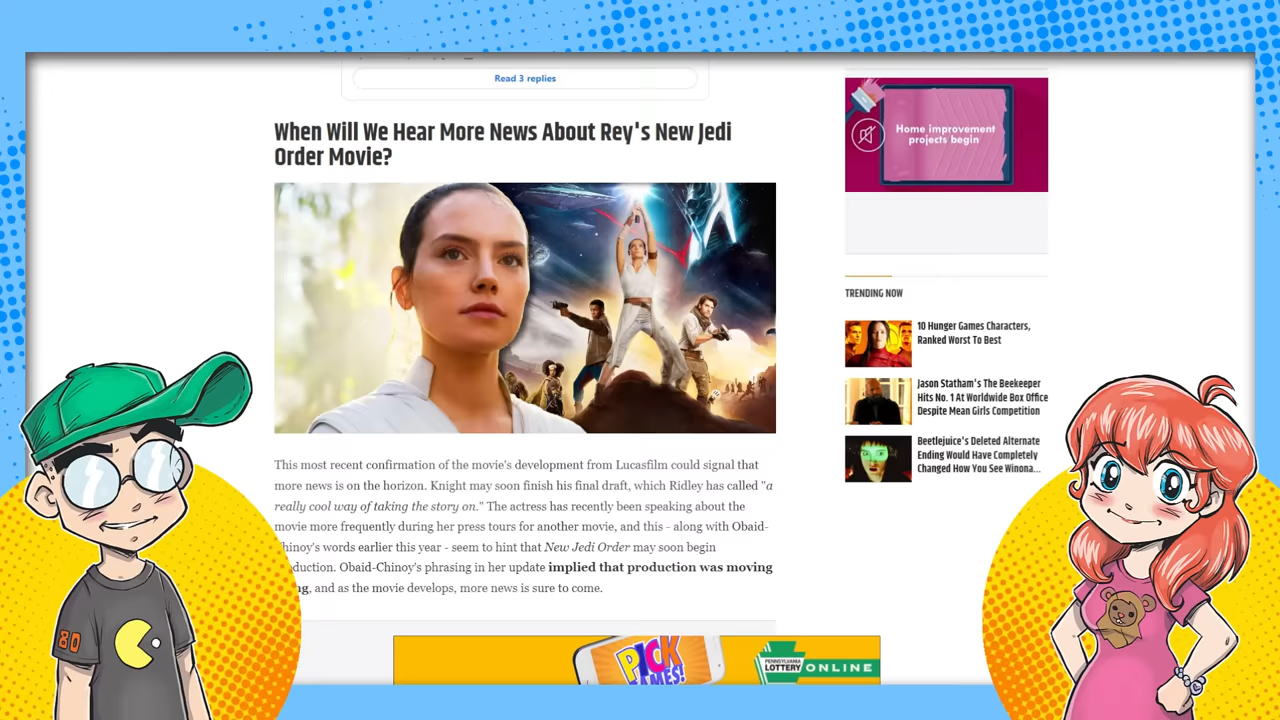 Read 3 replies
When Will We Hear More News About Rey's New Jedi
Order Movie?
This most recent confirmation of the movie's development from Lucasfilm could signal that
more news is on the horizon. Knight may soon finish his final draft, which Ridley has called "a
really cool way of taking the story on." The actress has recently been speaking about the
movie more frequently during her press tours for another movie, and this - along with Obaid-
Chinoy's words earlier this year - seem to hint that New Jedi Order may soon begin
duction. Obaid-Chinoy's phrasing in her update implied that production was moving
ng, and as the movie develops, more news is sure to come.
Home improvement
projects begin
TRENDING NOW
10 Hunger Games Characters,
Ranked Worst To Best
Jason Statham's The Beekeeper
Hits No. 1 At Worldwide Box Office
Despite Mean Girls Competition
Beetlejuice's Deleted Alternate
Ending Would Have Completely
Changed How You See Winona...
80
PICK
GAMES!
PENNSYLVANIA
LOTTERY ONLINE